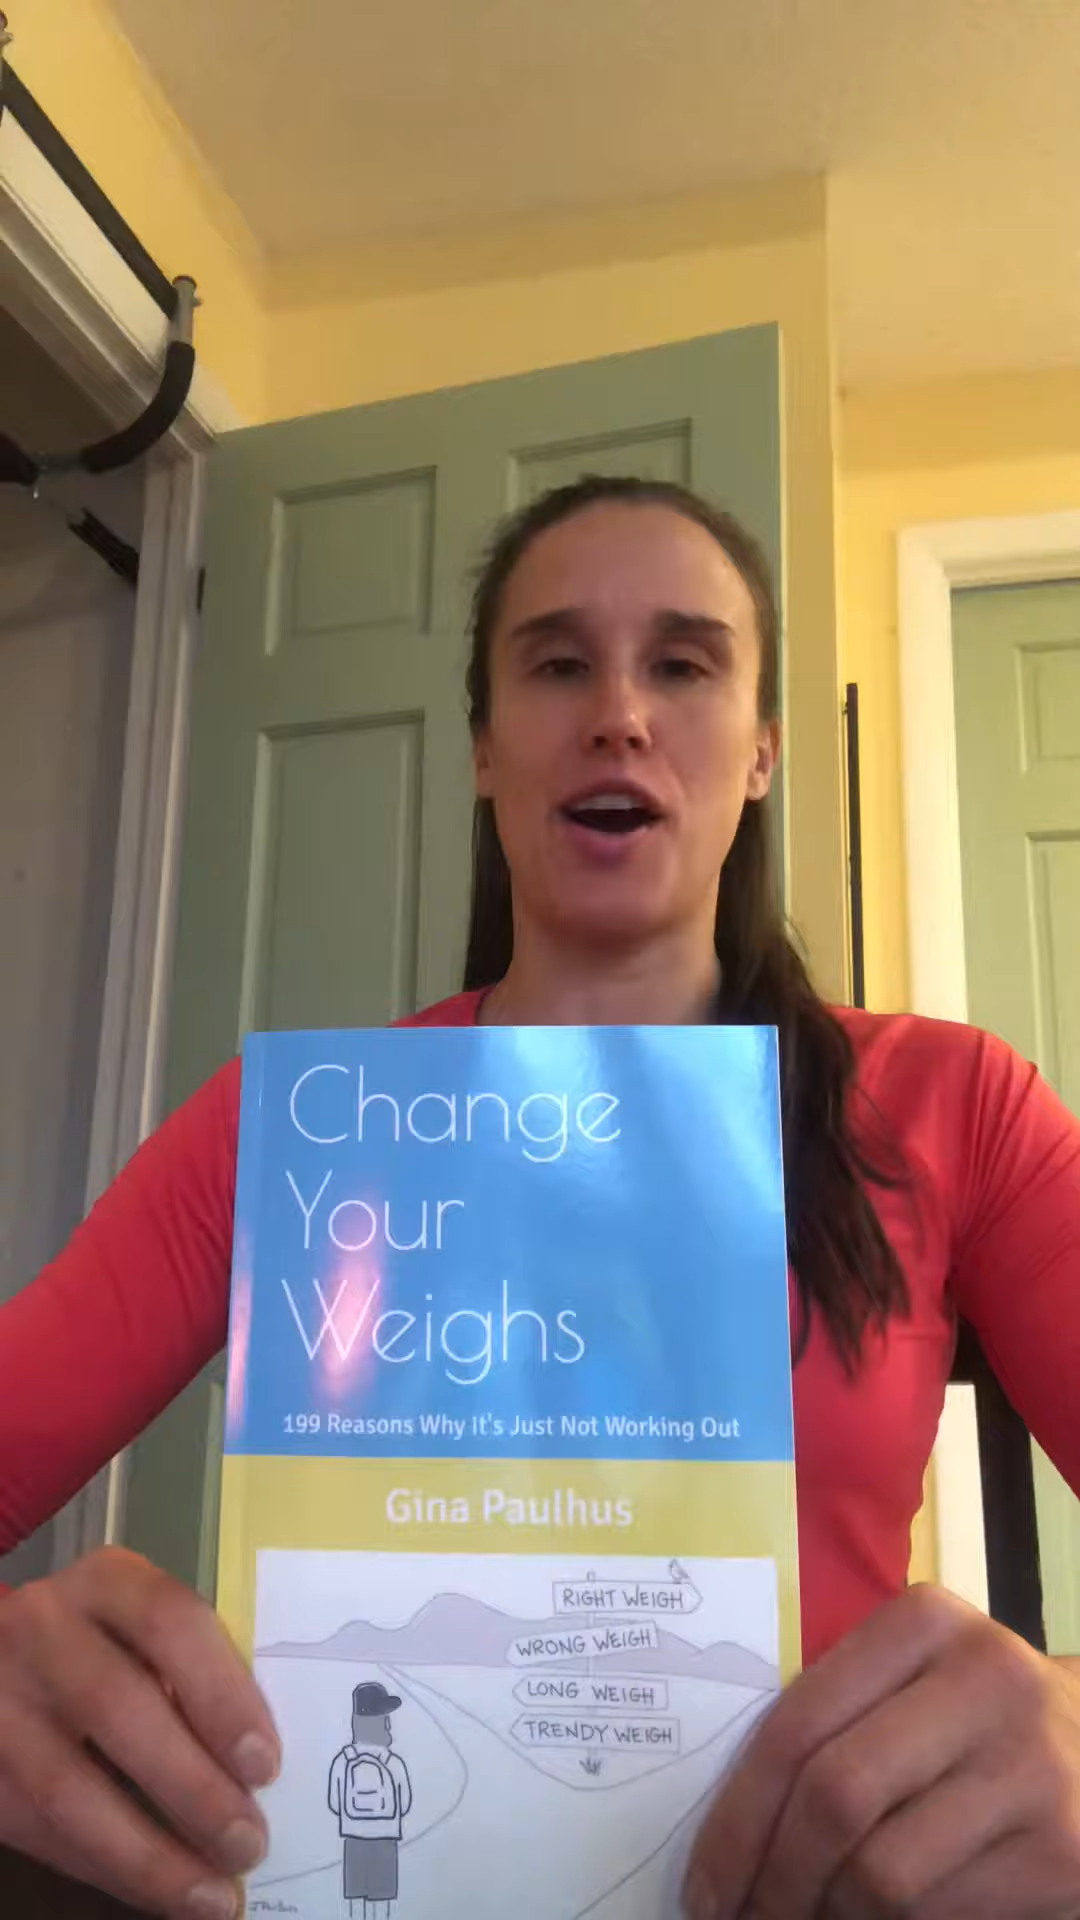 Change
Your
Weighs
199 Reasons Why It's Just Not Working Out
Gina Paulhus
RIGHT WEIGH
WRONG WEIGH
LONG WEIGH
TRENDY WEIGH